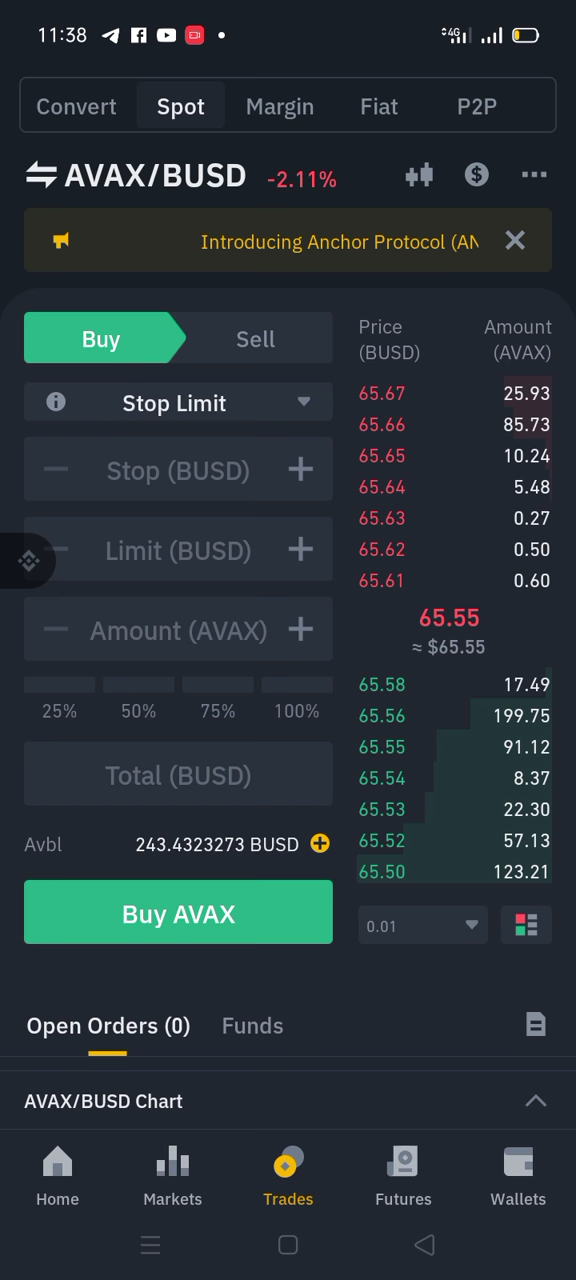 11:38
4G
Convert Spot Margin Fiat P2P
AVAX/BUSD -2.11%
Introducing Anchor Protocol (AN
Buy Sell
Stop Limit
Stop (BUSD)
Limit (BUSD)
Amount (AVAX)
25% 50% 75% 100%
Total (BUSD)
Avbl 243.4323273 BUSD
Buy AVAX
Price Amount
(BUSD) (AVAX)
65.67 25.93
65.66 85.73
65.65 10.24
65.64 5.48
65.63 0.27
65.62 0.50
65.61 0.60
65.55
≈ $65.55
65.58 17.49
65.56 199.75
65.55 91.12
65.54 8.37
65.53 22.30
65.52 57.13
65.50 123.21
0.01
Open Orders (0) Funds
AVAX/BUSD Chart
Home Markets Trades Futures Wallets